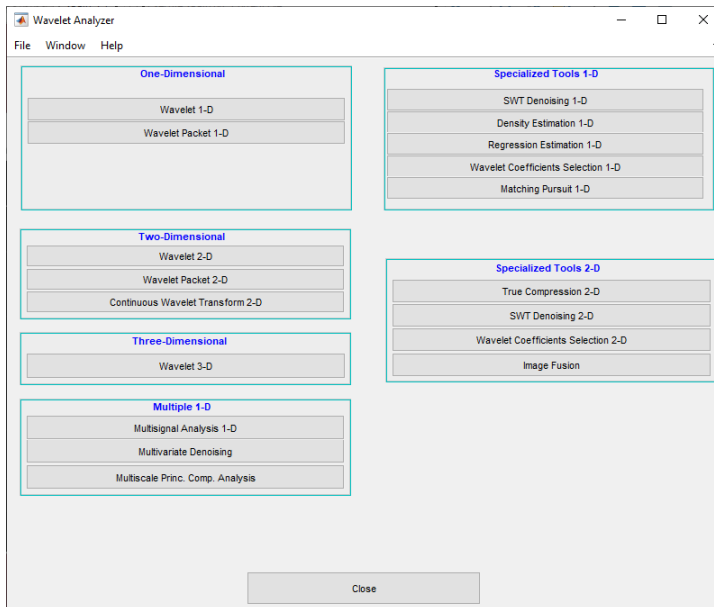 Wavelet Analyzer
File Window Help
One-Dimensional
Wavelet 1-D
Wavelet Packet 1-D
Two-Dimensional
Wavelet 2-D
Wavelet Packet 2-D
Continuous Wavelet Transform 2-D
Three-Dimensional
Wavelet 3-D
Multiple 1-D
Multisignal Analysis 1-D
Multivariate Denoising
Multiscale Princ. Comp. Analysis
Specialized Tools 1-D
SWT Denoising 1-D
Density Estimation 1-D
Regression Estimation 1-D
Wavelet Coefficients Selection 1-D
Matching Pursuit 1-D
Specialized Tools 2-D
True Compression 2-D
SWT Denoising 2-D
Wavelet Coefficients Selection 2-D
Image Fusion
Close